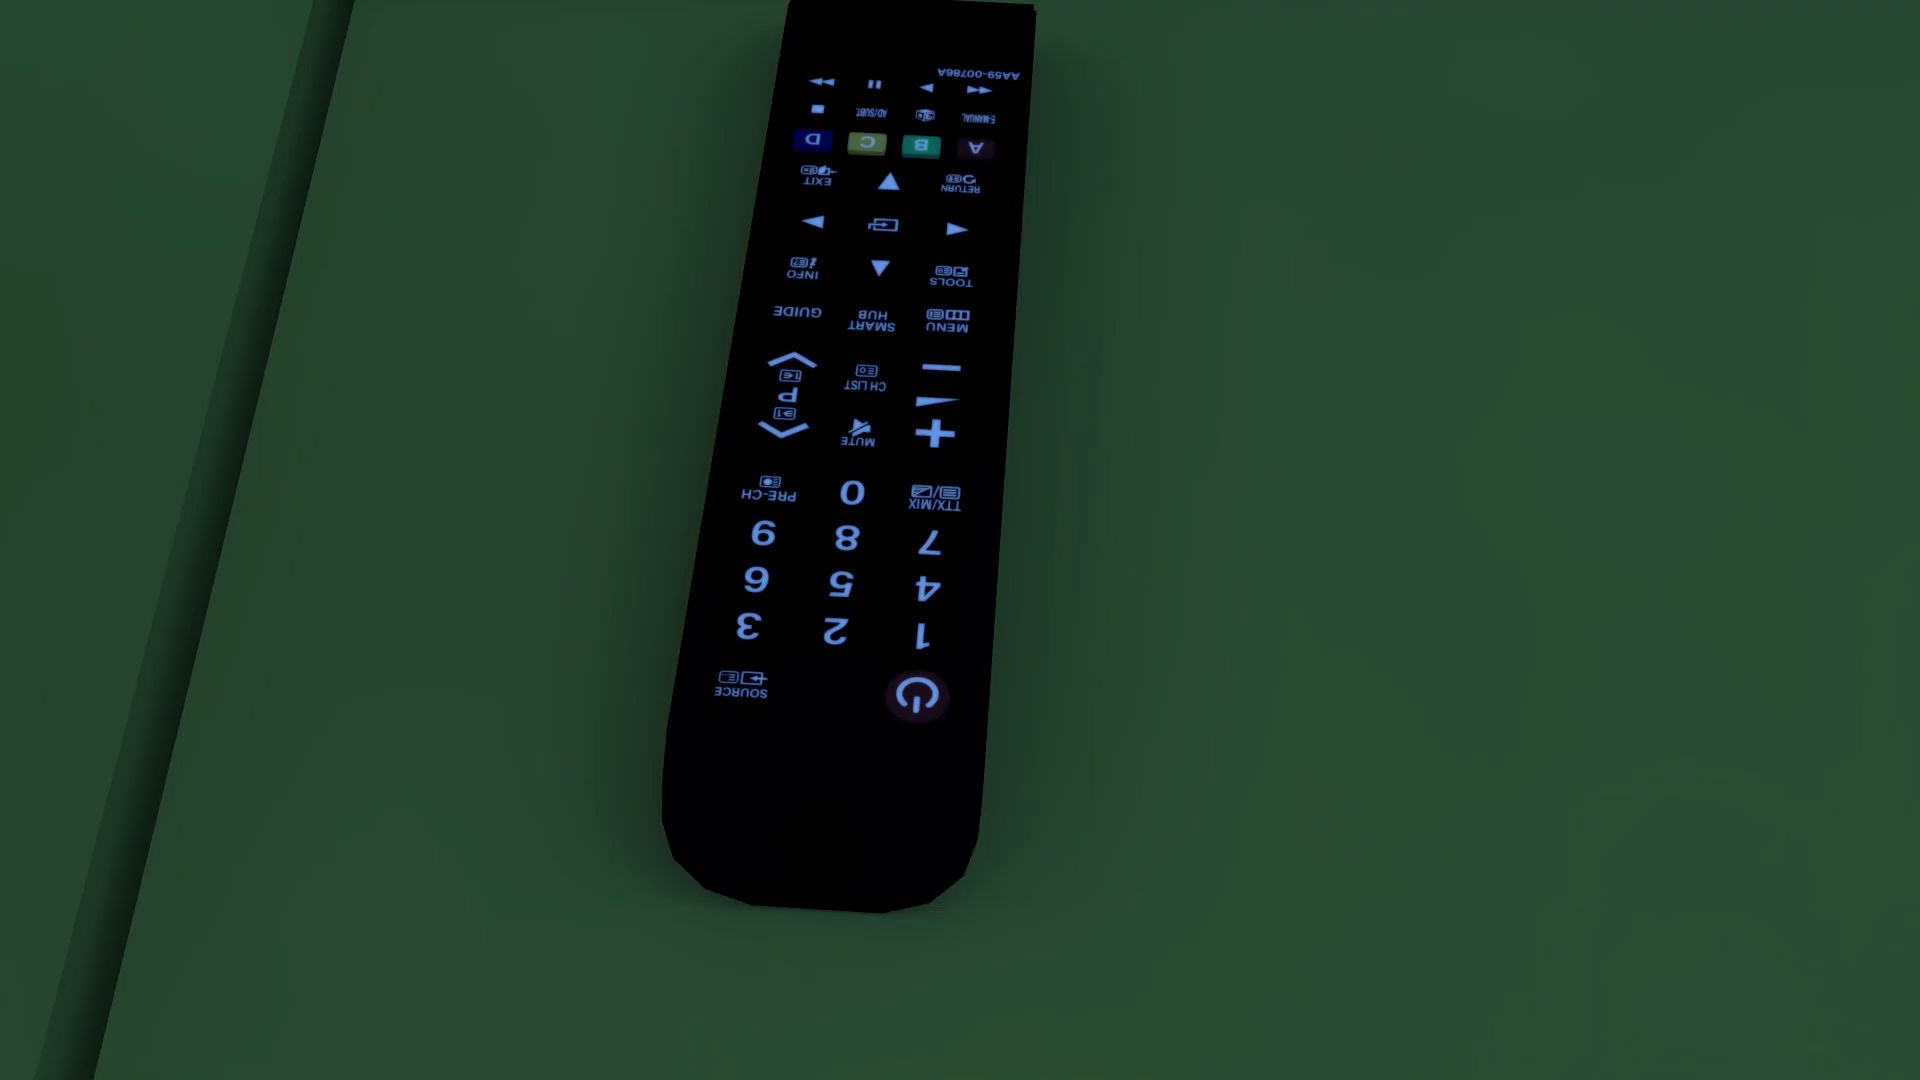 SOURCE
1 2 3
4 5 6
7 8 9
TTX/MIX 0 PRE-CH
MUTE
P
CH LIST
MENU SMART HUB GUIDE
TOOLS INFO
RETURN EXIT
A B C D
E-MANUAL AD/SUBT.
AA59-00786A